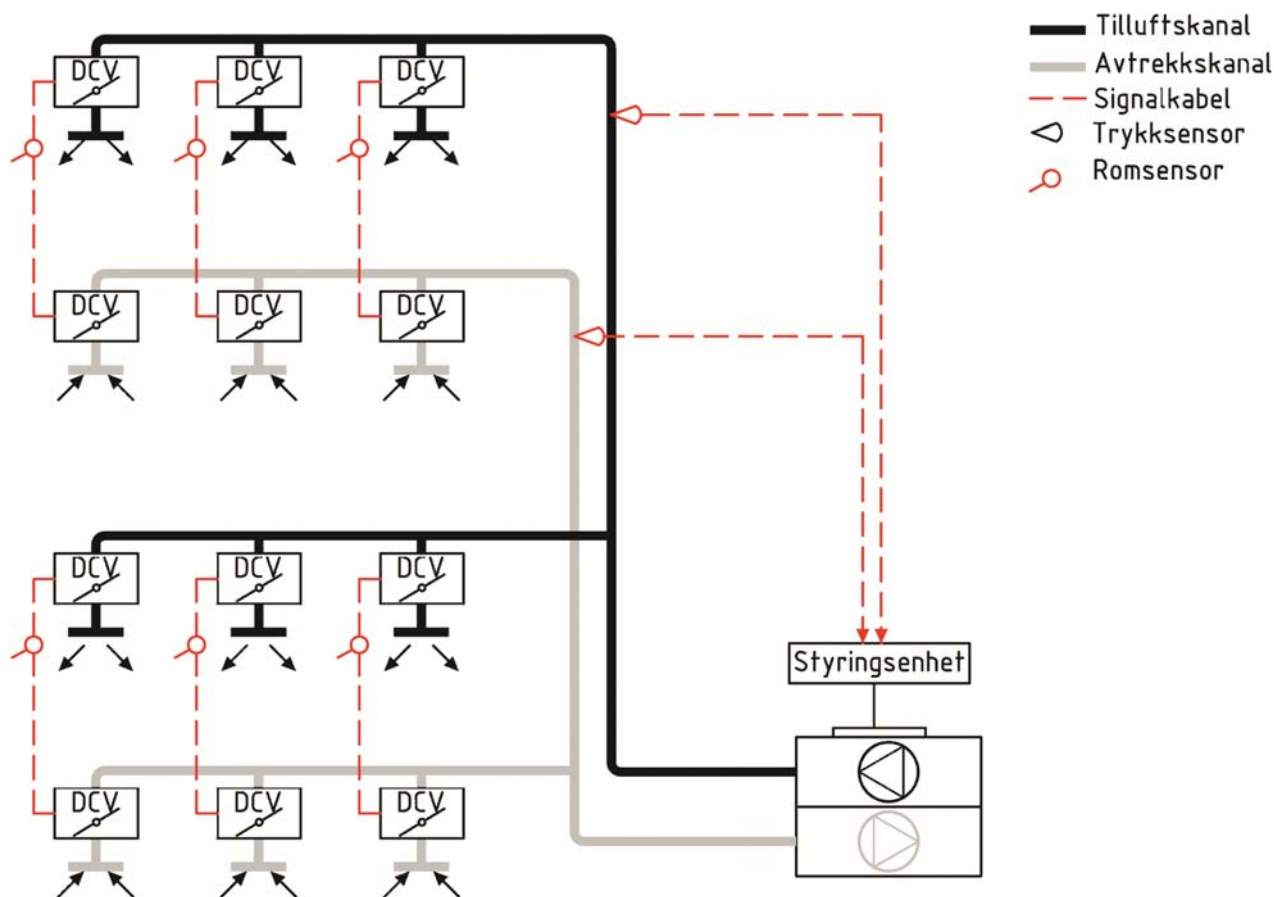 Tilluftskanal
Avtrekkskanal
Signalkabel
Trykksensor
Romsensor
DCV DCV DCV
DCV DCV DCV
DCV DCV DCV
Styringsenhet
DCV DCV DCV